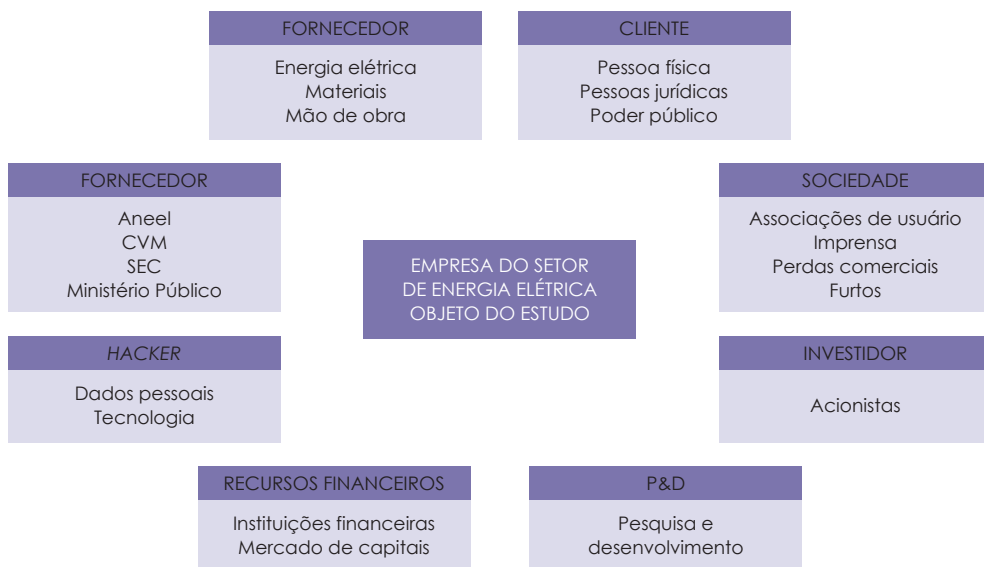 FORNECEDOR
Energia elétrica
Materiais
Mão de obra
CLIENTE
Pessoa física
Pessoas jurídicas
Poder público
FORNECEDOR
Aneel
CVM
SEC
Ministério Público
EMPRESA DO SETOR
DE ENERGIA ELÉTRICA
OBJETO DO ESTUDO
SOCIEDADE
Associações de usuário
Imprensa
Perdas comerciais
Furtos
HACKER
Dados pessoais
Tecnologia
INVESTIDOR
Acionistas
RECURSOS FINANCEIROS
Instituições financeiras
Mercado de capitais
P&D
Pesquisa e
desenvolvimento